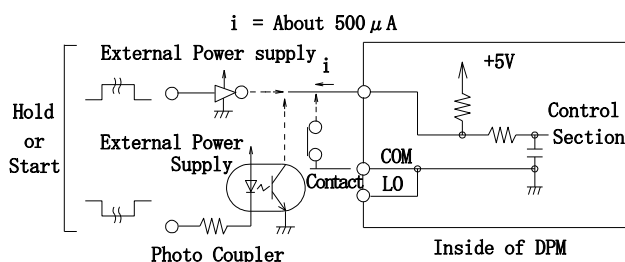 i = About 500μA
External Power supply
i
+5V
Hold
or
Start
Control
Section
External Power
Supply
COM
Contact
LO
Photo Coupler
Inside of DPM